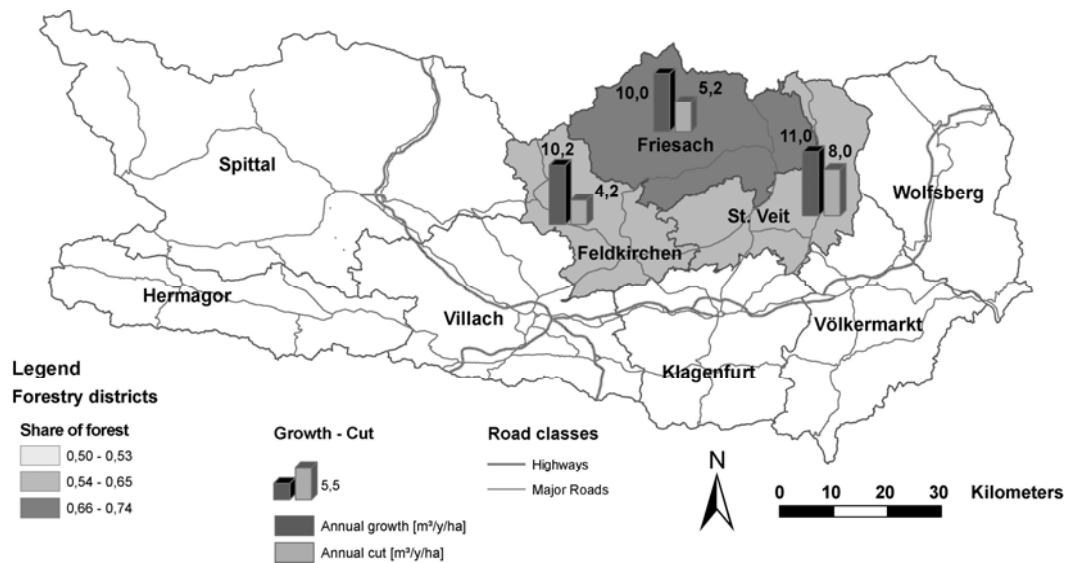 10,0
5,2
11,0
8,0
10,2
4,2
Friesach
Spittal
Wolfsberg
St. Veit
Feldkirchen
Hermagor
Villach
Völkermarkt
Klagenfurt
Legend
Forestry districts
Share of forest
0,50 - 0,53
0,54 - 0,65
0,66 - 0,74
Growth - Cut
5,5
Annual growth [m³/y/ha]
Annual cut [m³/y/ha]
Road classes
Highways
Major Roads
N
0 10 20 30 Kilometers